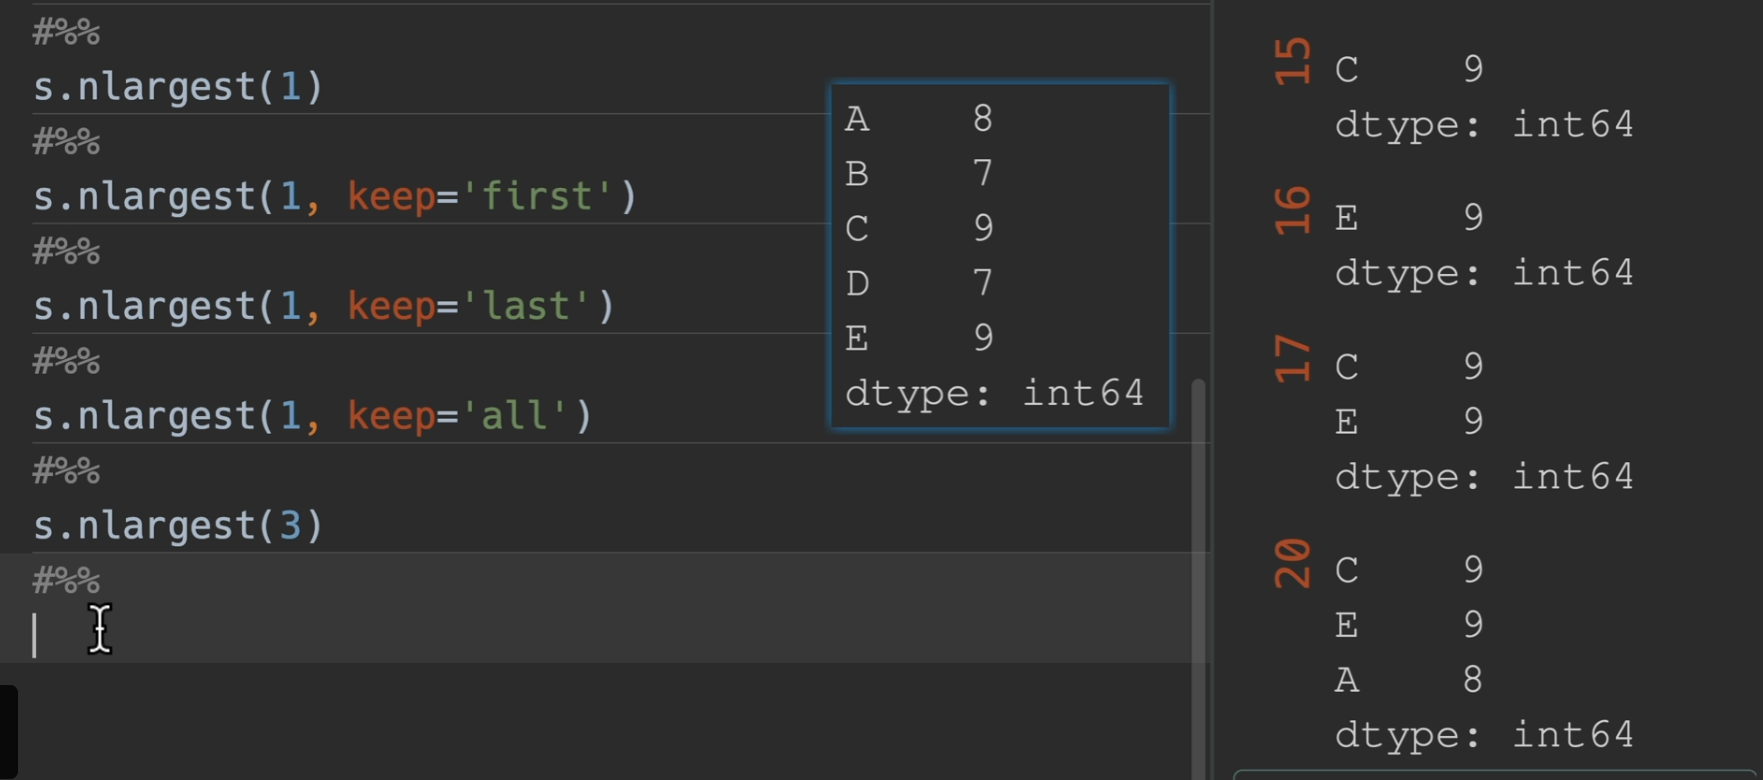 #%%
s.nlargest(1)
#%%
s.nlargest(1, keep='first')
#%%
s.nlargest(1, keep='last')
#%%
s.nlargest(1, keep='all')
#%%
s.nlargest(3)
#%%
A 8
B 7
C 9
D 7
E 9
dtype: int64
15
C 9
dtype: int64
16
E 9
dtype: int64
17
C 9
E 9
dtype: int64
20
C 9
E 9
A 8
dtype: int64